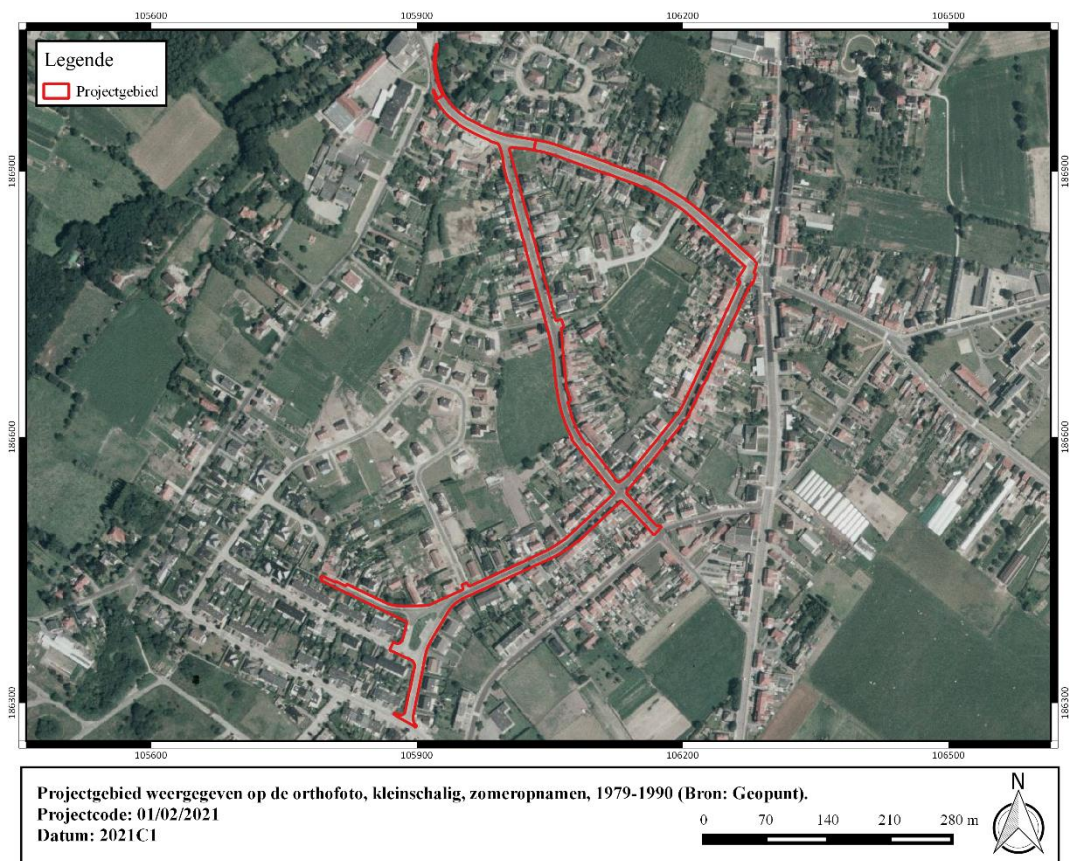 105600 105900 106200 106500
Legende
Projectgebied
186900 186900
186600 186600
186300 186300
105600 105900 106200 106500
Projectgebied weergegeven op de orthofoto, kleinschalig, zomeropnamen, 1979-1990 (Bron: Geopunt).
Projectcode: 01/02/2021
Datum: 2021C1
0 70 140 210 280 m
N